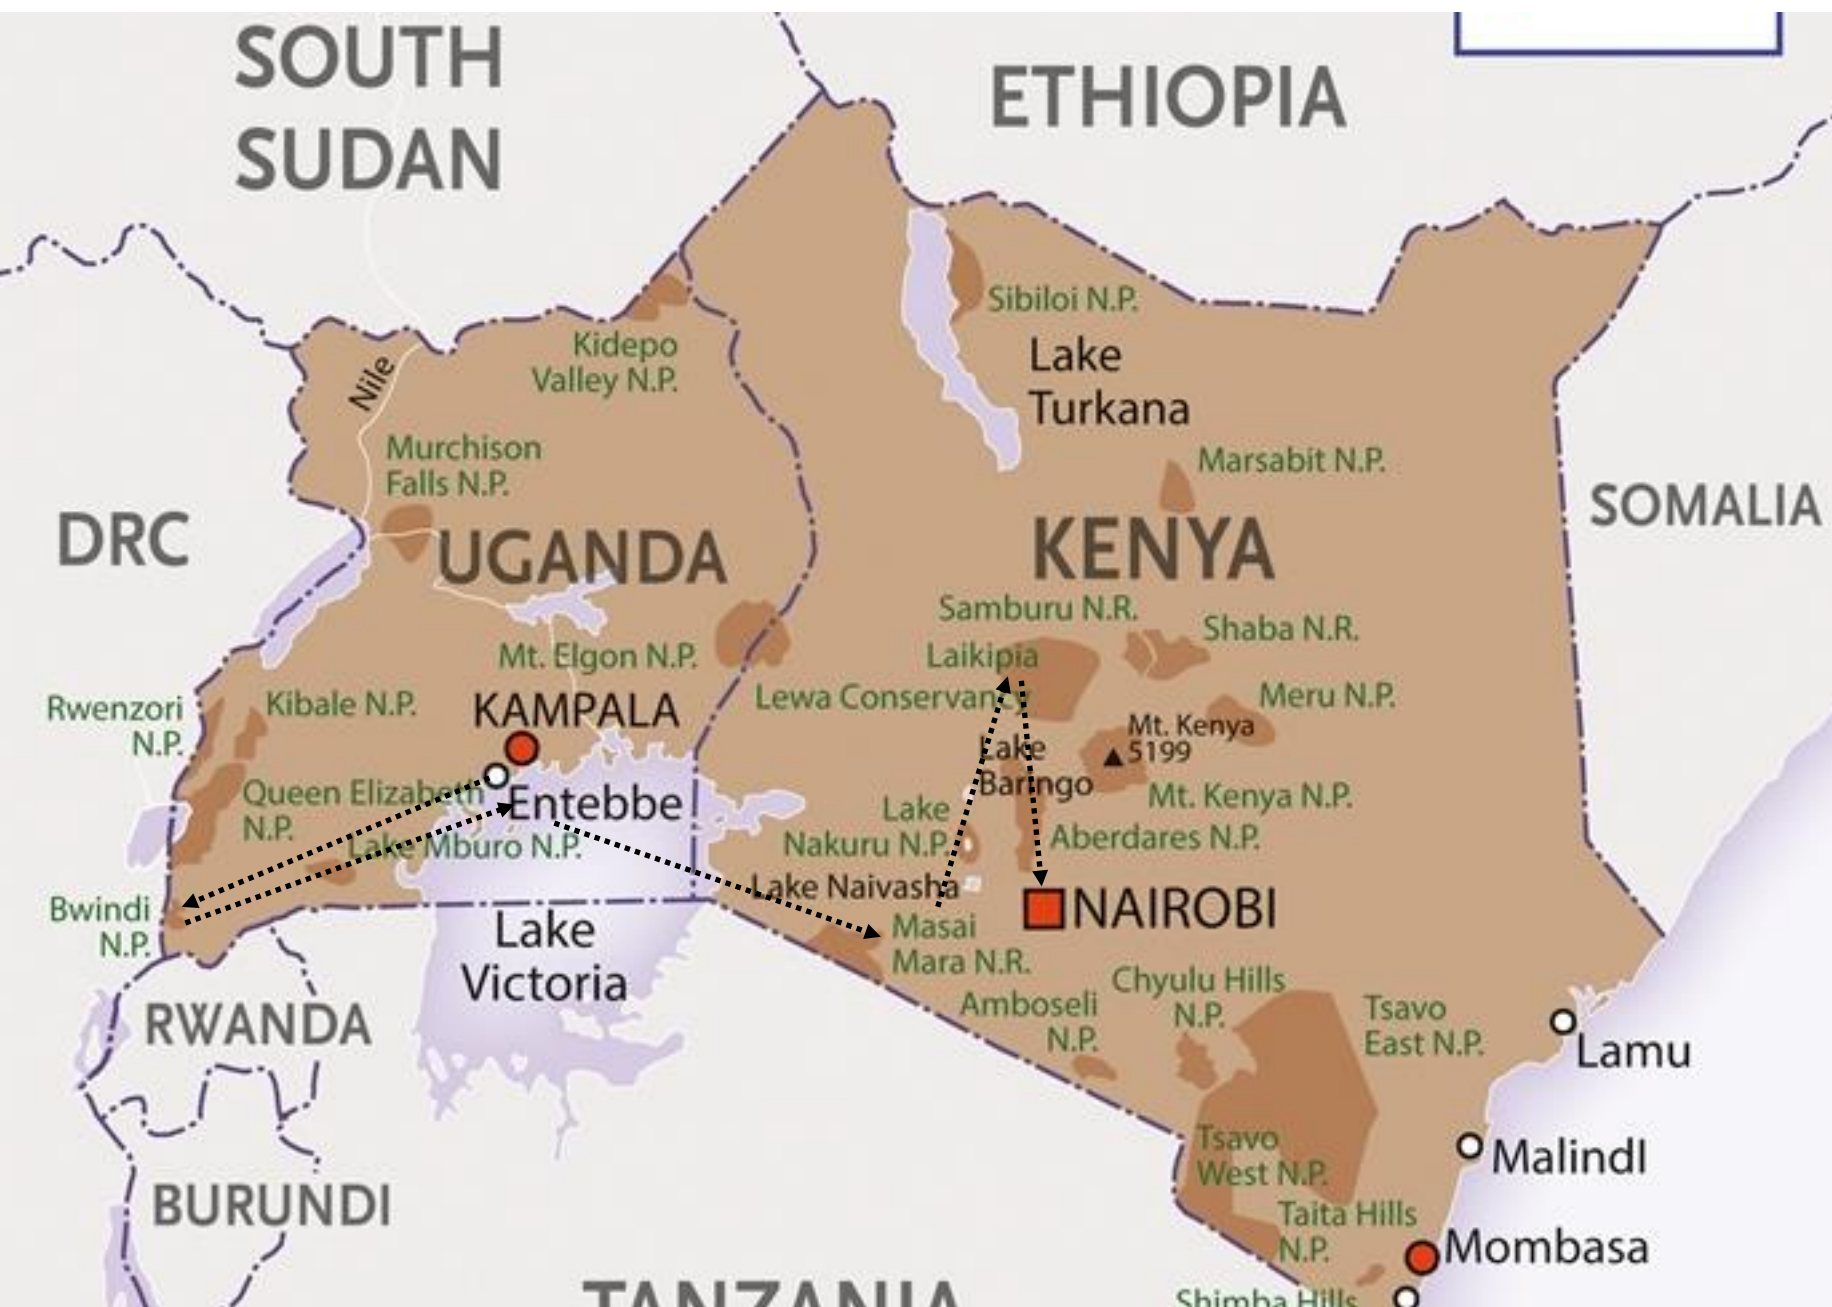 SOUTH
SUDAN
ETHIOPIA
Sibiloi N.P.
Lake
Turkana
Kidepo
Valley N.P.
Nile
Murchison
Falls N.P.
Marsabit N.P.
SOMALIA
DRC
UGANDA
KENYA
Samburu N.R.
Shaba N.R.
Laikipia
Mt. Elgon N.P.
Lewa Conservancy
Meru N.P.
Rwenzori
N.P.
Kibale N.P.
KAMPALA
Mt. Kenya
5199
Lake
Baringo
Queen Elizabeth
N.P.
Entebbe
Mt. Kenya N.P.
Lake
Nakuru N.P.
Aberdares N.P.
Lake Mburo N.P.
Lake Naivasha
NAIROBI
Bwindi
N.P.
Lake
Victoria
Masai
Mara N.R.
Chyulu Hills
N.P.
Amboseli
N.P.
Tsavo
East N.P.
RWANDA
Lamu
Tsavo
West N.P.
MalindI
BURUNDI
Taita Hills
N.P.
Mombasa
TANZANIA
Shimba Hills